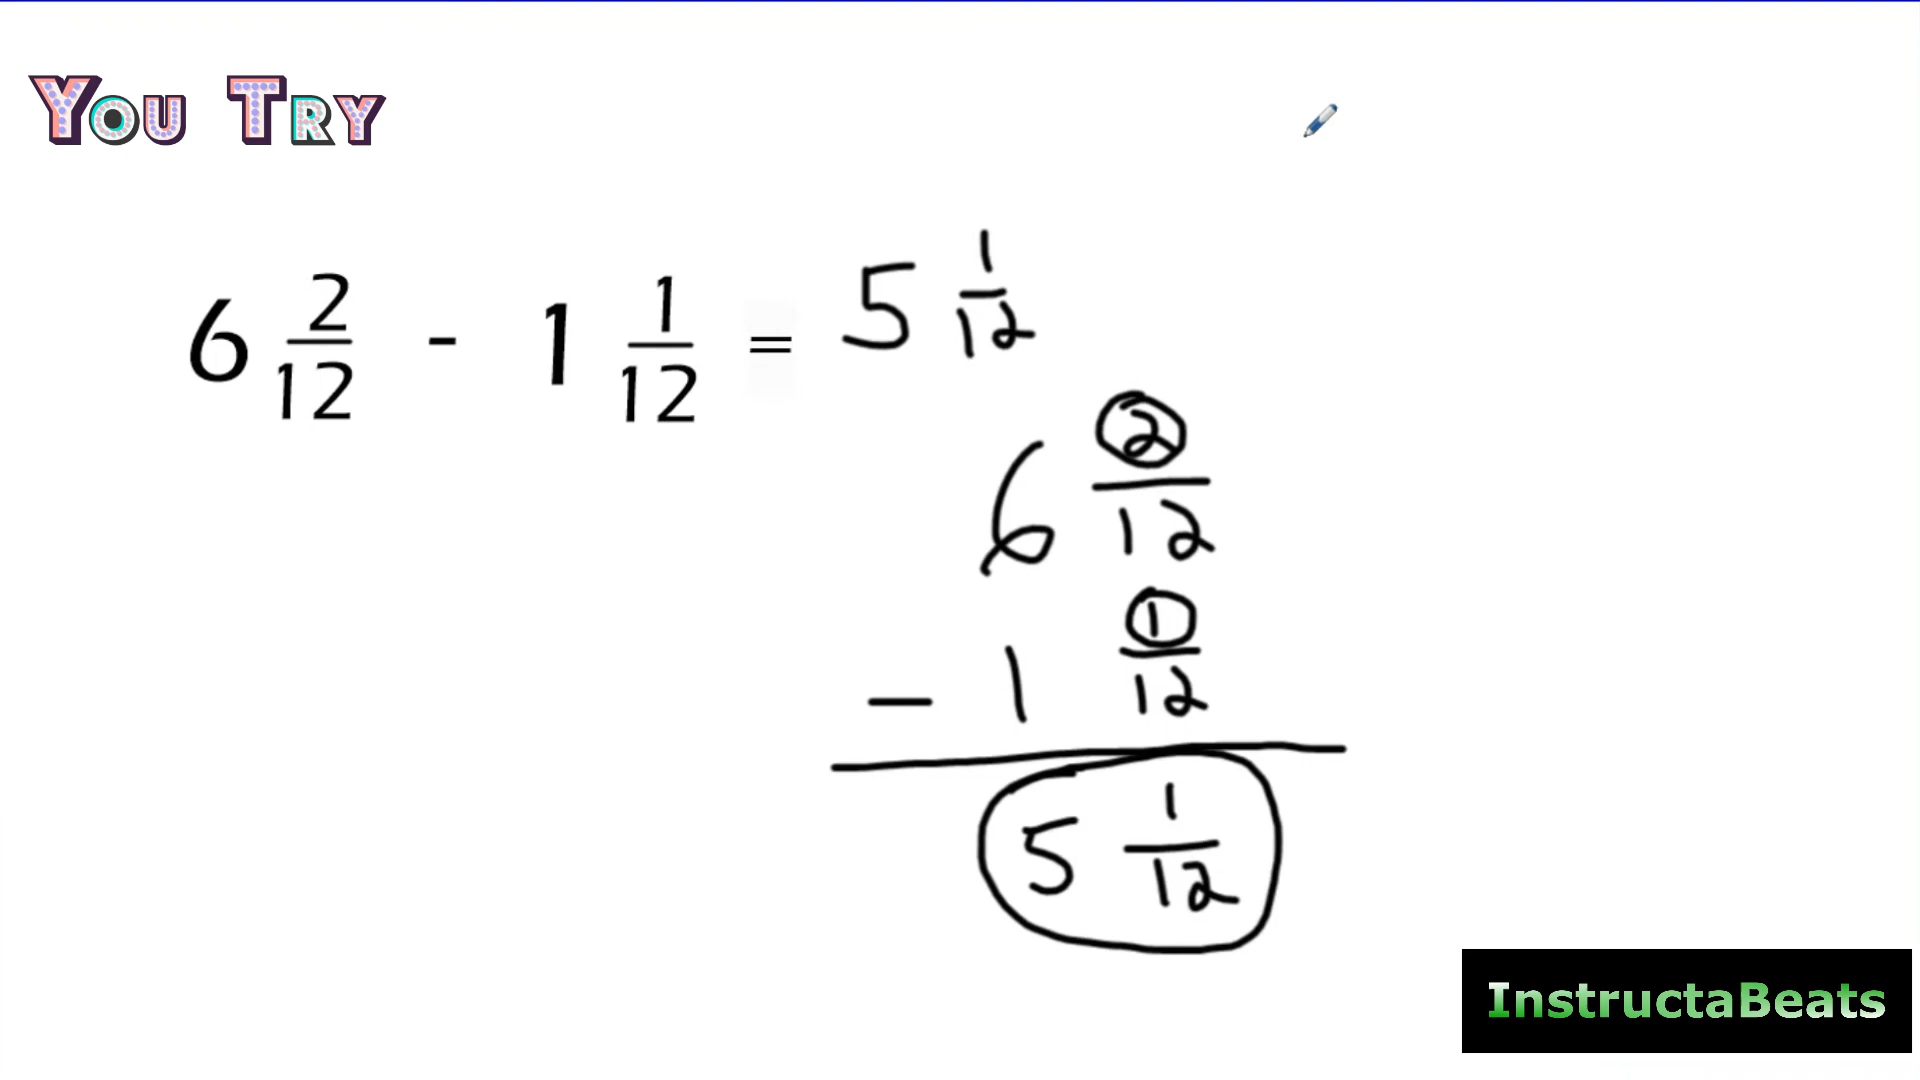 You Try
6 2/12 - 1 1/12 = 5 1/12
6 2/12
- 1 1/12
5 1/12
InstructaBeats